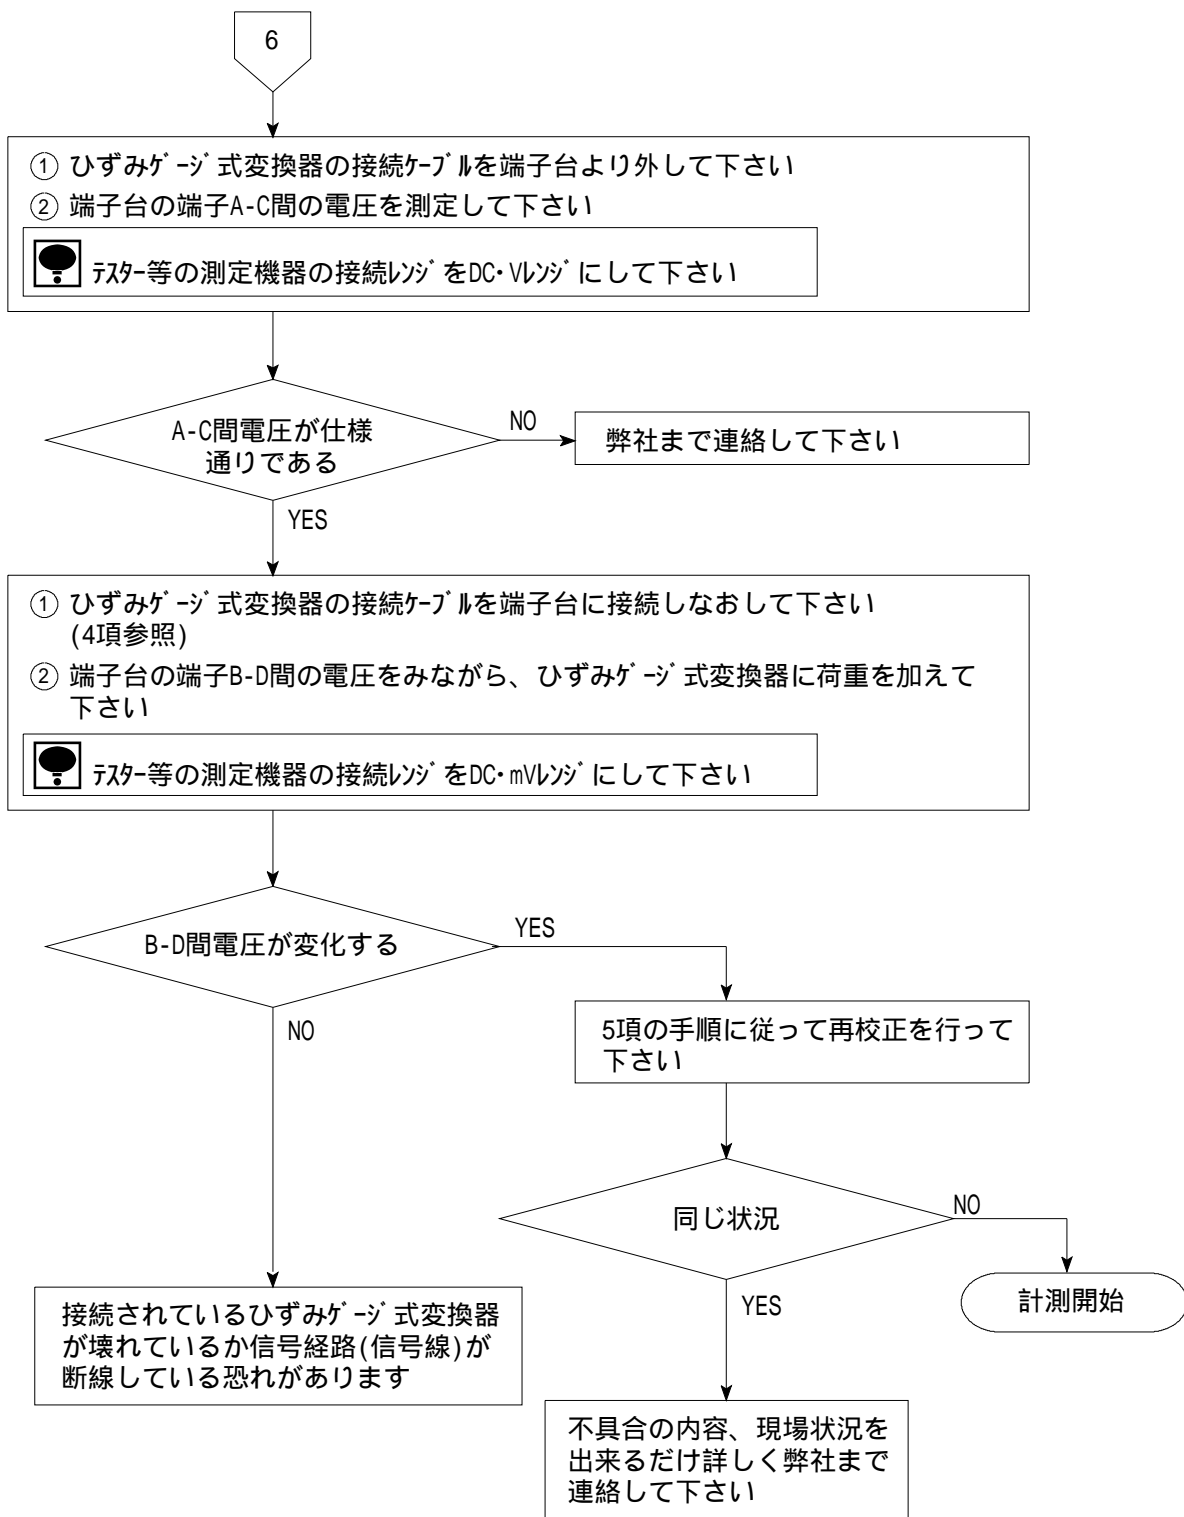 6
① ひずみゲージ式変換器の接続ケーブルを端子台より外して下さい
② 端子台の端子A-C間の電圧を測定して下さい
テスター等の測定機器の接続レンジをDC・Vレンジにして下さい
A-C間電圧が仕様
通りである
NO
弊社まで連絡して下さい
YES
① ひずみゲージ式変換器の接続ケーブルを端子台に接続しなおして下さい
(4項参照)
② 端子台の端子B-D間の電圧をみながら、ひずみゲージ式変換器に荷重を加えて
下さい
テスター等の測定機器の接続レンジをDC・mVレンジにして下さい
B-D間電圧が変化する
YES
NO
5項の手順に従って再校正を行って
下さい
同じ状況
NO
計測開始
YES
接続されているひずみゲージ式変換器
が壊れているか信号経路(信号線)が
断線している恐れがあります
不具合の内容、現場状況を
出来るだけ詳しく弊社まで
連絡して下さい